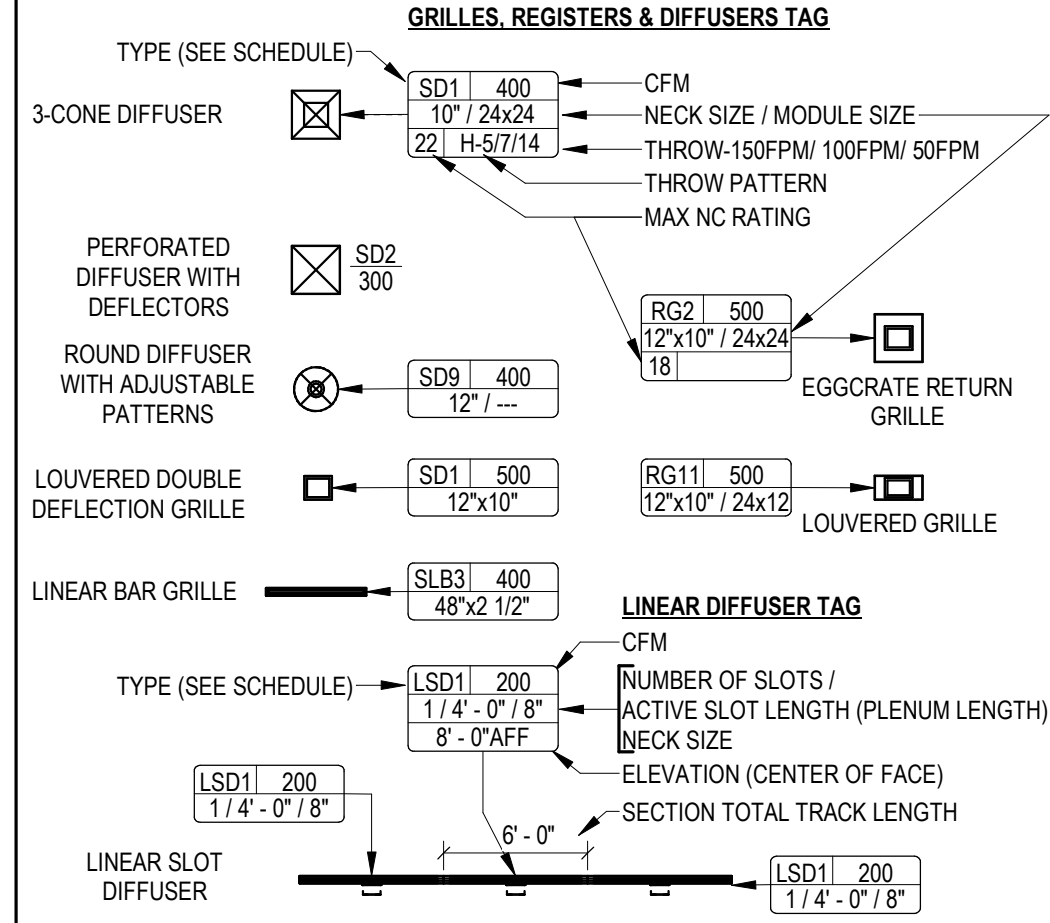 GRILLES, REGISTERS & DIFFUSERS TAG
TYPE (SEE SCHEDULE)
3-CONE DIFFUSER
SD1 400
10" / 24x24
22 H-5/7/14
CFM
NECK SIZE / MODULE SIZE
THROW-150FPM/ 100FPM/ 50FPM
THROW PATTERN
MAX NC RATING
PERFORATED
DIFFUSER WITH
DEFLECTORS
SD2
300
RG2 500
12"x10" / 24x24
18
EGGCRATE RETURN
GRILLE
ROUND DIFFUSER
WITH ADJUSTABLE
PATTERNS
SD9 400
12" / ---
LOUVERED DOUBLE
DEFLECTION GRILLE
SD1 500
12"x10"
RG11 500
12"x10" / 24x12
LOUVERED GRILLE
LINEAR BAR GRILLE
SLB3 400
48"x2 1/2"
LINEAR DIFFUSER TAG
TYPE (SEE SCHEDULE)
LSD1 200
1 / 4' - 0" / 8"
8' - 0"AFF
CFM
NUMBER OF SLOTS /
ACTIVE SLOT LENGTH (PLENUM LENGTH)
NECK SIZE
ELEVATION (CENTER OF FACE)
SECTION TOTAL TRACK LENGTH
LSD1 200
1 / 4' - 0" / 8"
6' - 0"
LINEAR SLOT
DIFFUSER
LSD1 200
1 / 4' - 0" / 8"